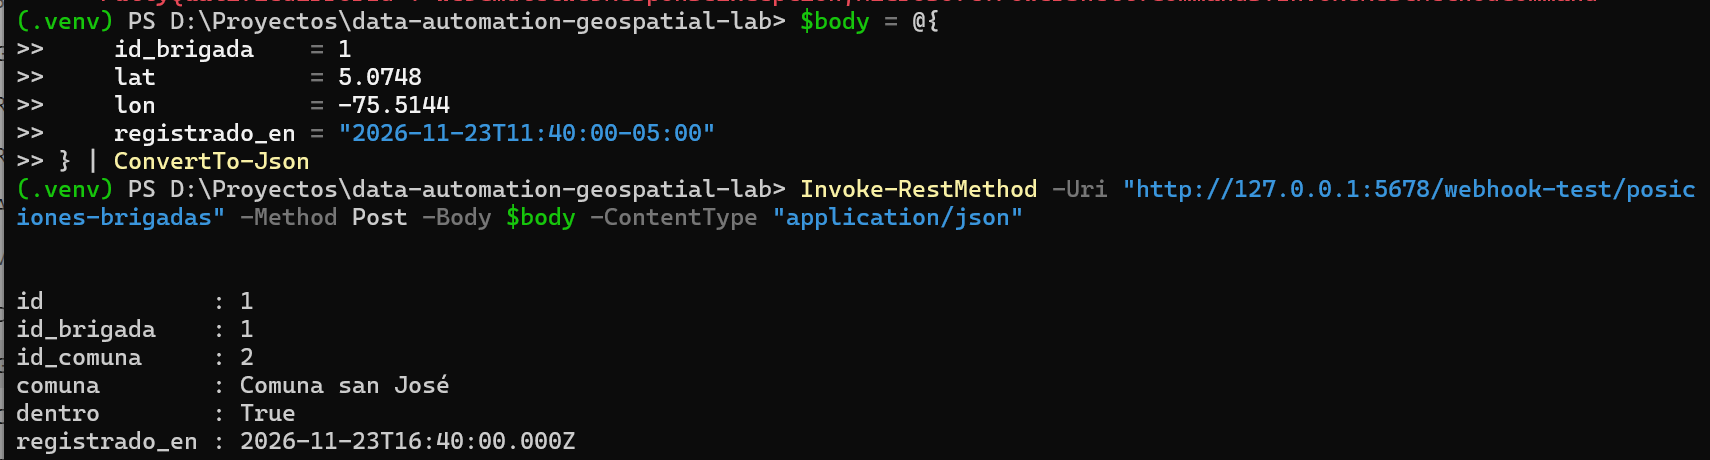 (.venv) PS D:\Proyectos\data-automation-geospatial-lab> $body = @{
>>     id_brigada    = 1
>>     lat           = 5.0748
>>     lon           = -75.5144
>>     registrado_en = "2026-11-23T11:40:00-05:00"
>> } | ConvertTo-Json
(.venv) PS D:\Proyectos\data-automation-geospatial-lab> Invoke-RestMethod -Uri "http://127.0.0.1:5678/webhook-test/posic
iones-brigadas" -Method Post -Body $body -ContentType "application/json"
id            : 1
id_brigada    : 1
id_comuna     : 2
comuna        : Comuna san José
dentro        : True
registrado_en : 2026-11-23T16:40:00.000Z